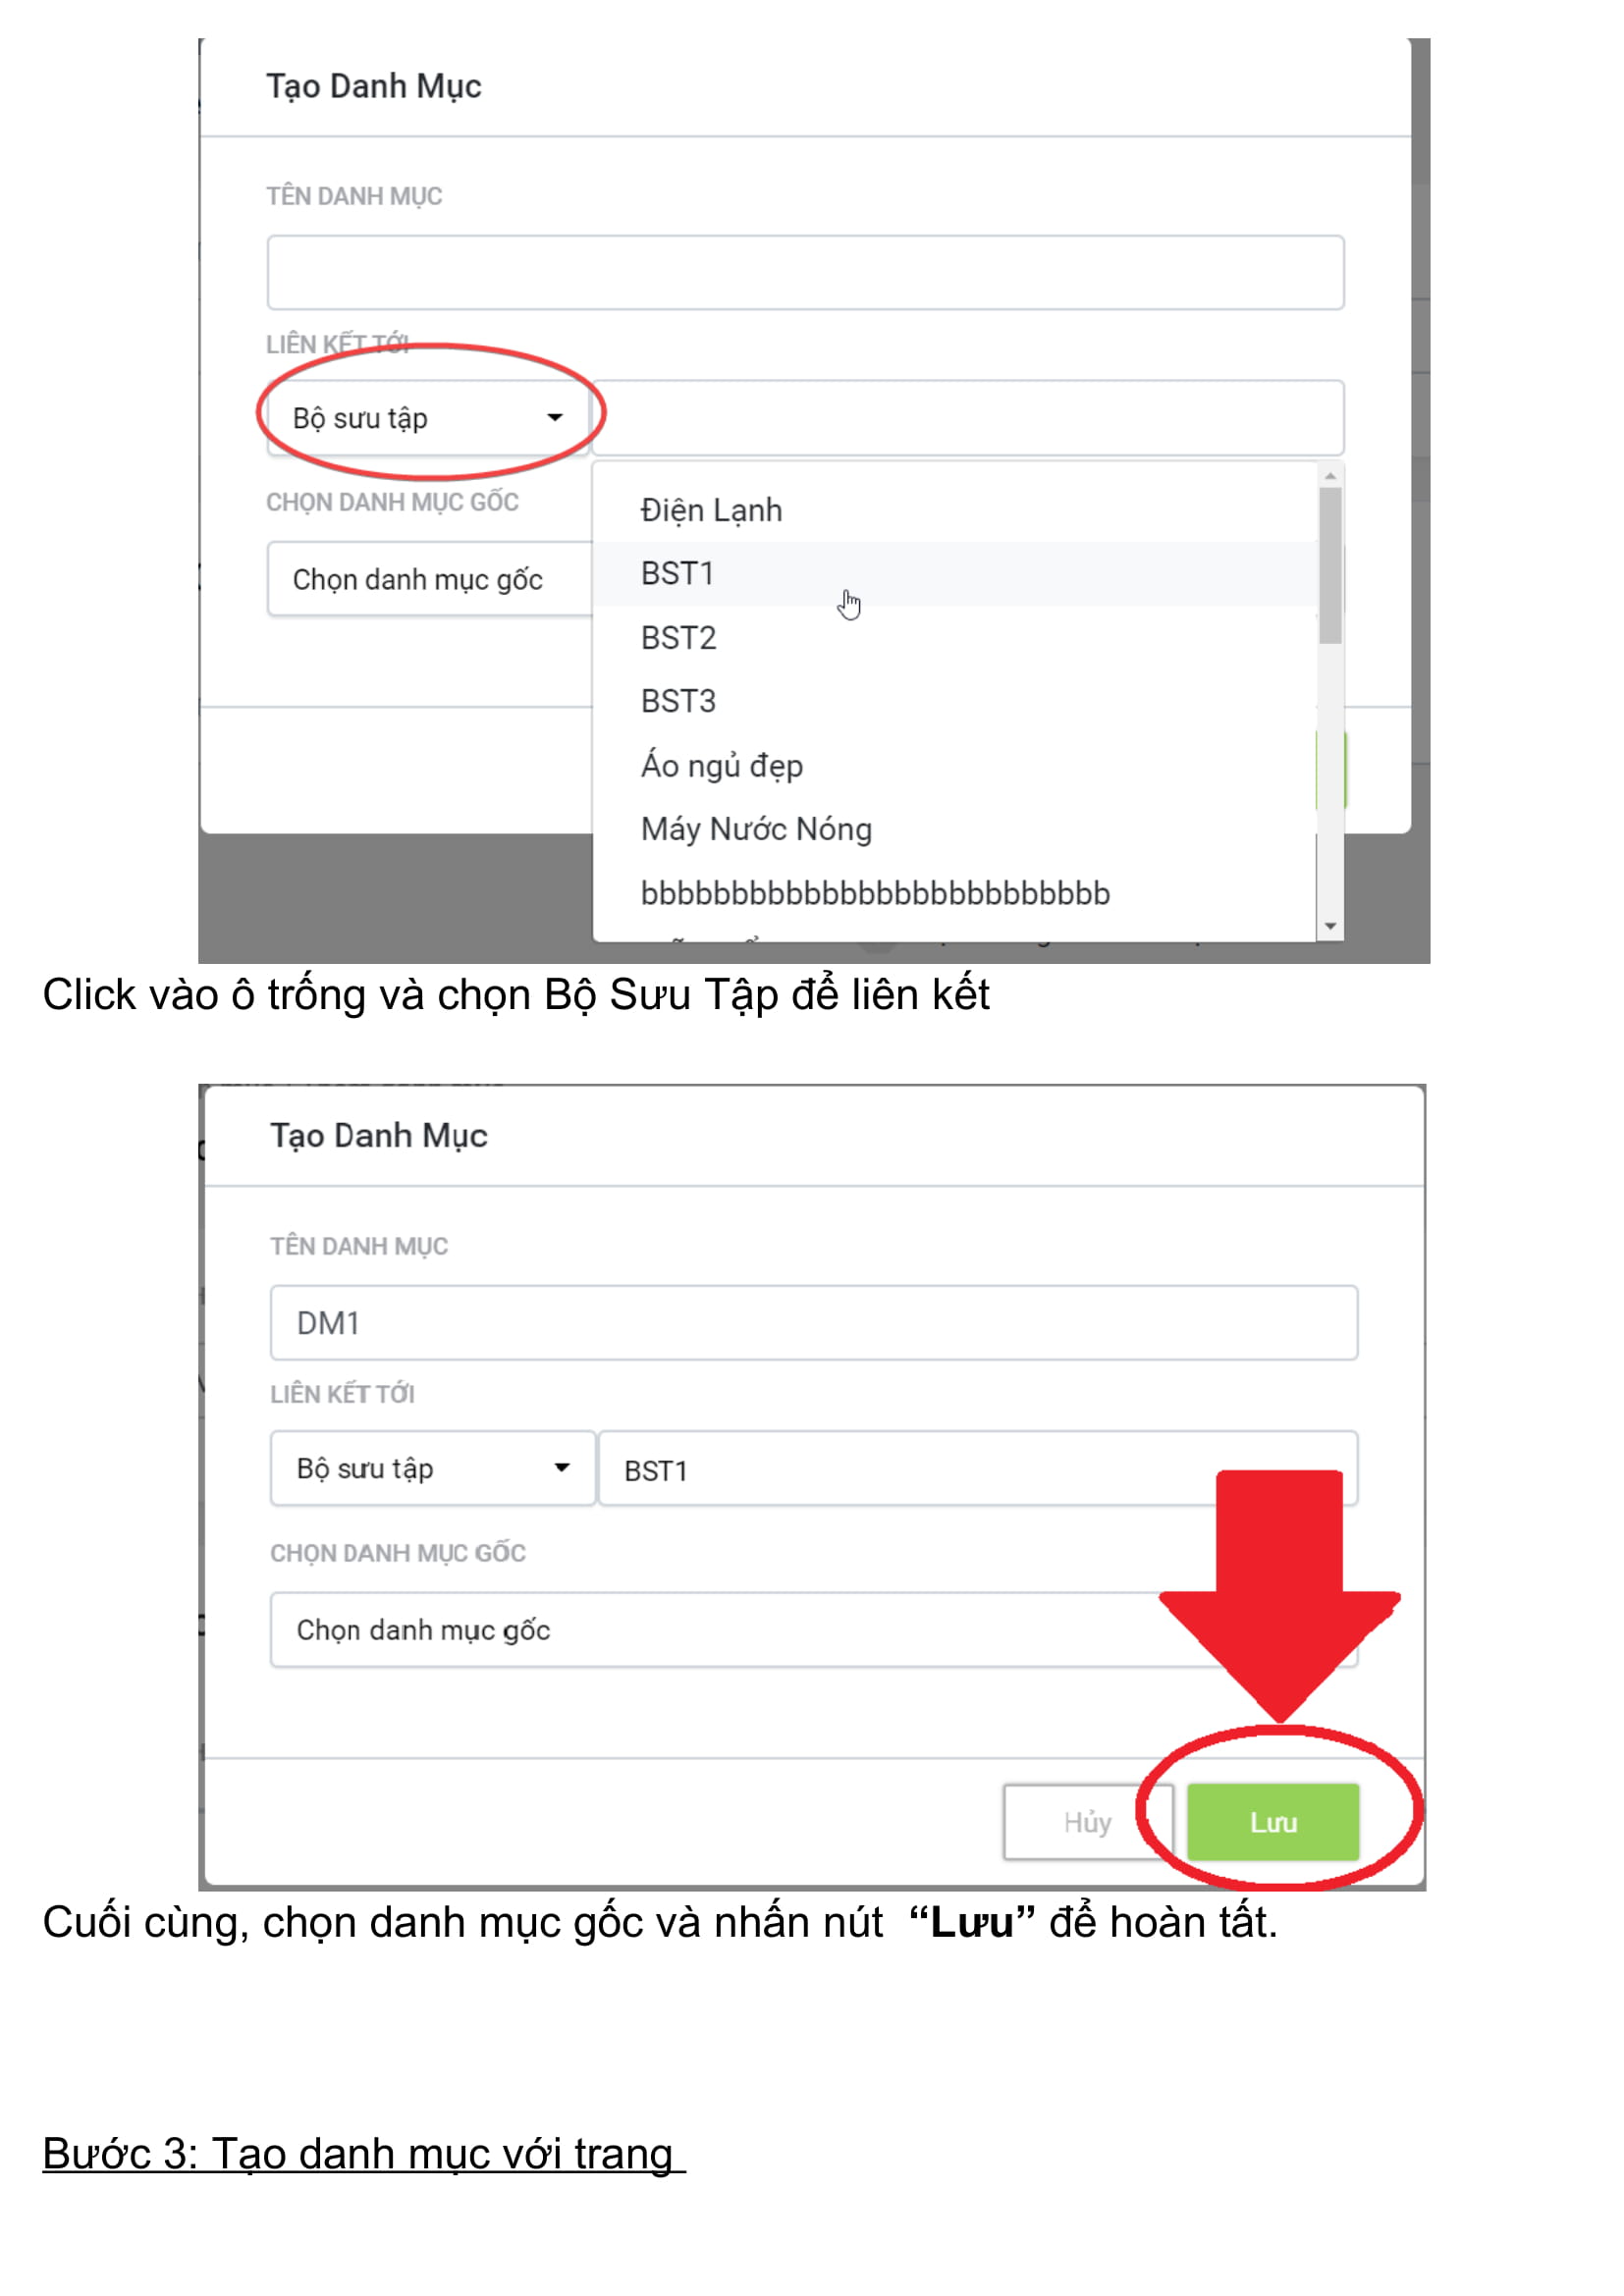 Tạo Danh Mục
TÊN DANH MỤC
LIÊN KẾT TỚI
Bộ sưu tập
Điện Lạnh
CHỌN DANH MỤC GỐC
BST1
Chọn danh mục gốc
BST2
BST3
Áo ngủ đẹp
Máy Nước Nóng
bbbbbbbbbbbbbbbbbbbbbbbbbb
Click vào ô trống và chọn Bộ Sưu Tập để liên kết
Tạo Danh Mục
TÊN DANH MỤC
DM1
LIÊN KẾT TỚI
Bộ sưu tập
BST1
CHỌN DANH MỤC GỐC
Chọn danh mục gốc
Hủy
Lưu
Cuối cùng, chọn danh mục gốc và nhấn nút “Lưu” để hoàn tất.
Bước 3: Tạo danh mục với trang